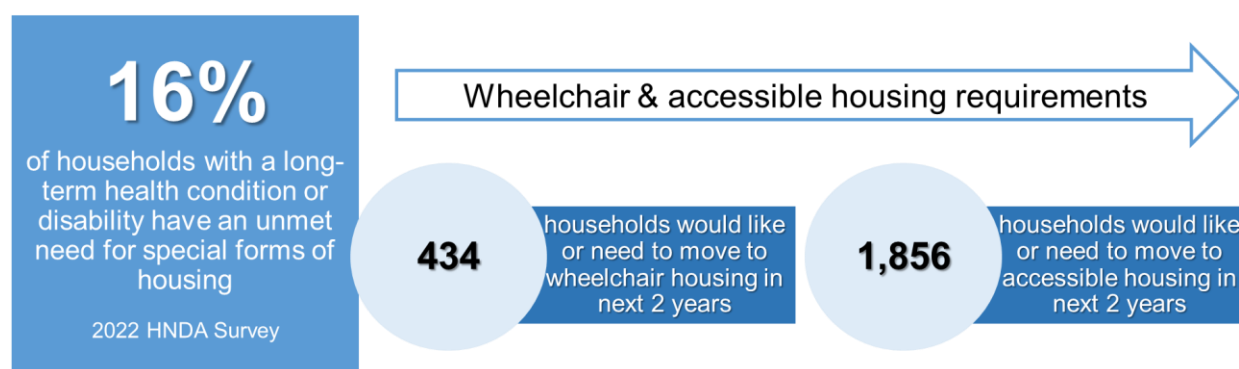 16%
of households with a long-
term health condition or
disability have an unmet
need for special forms of
housing
2022 HNDA Survey
Wheelchair & accessible housing requirements
434
households would like
or need to move to
wheelchair housing in
next 2 years
1,856
households would like
or need to move to
accessible housing in
next 2 years